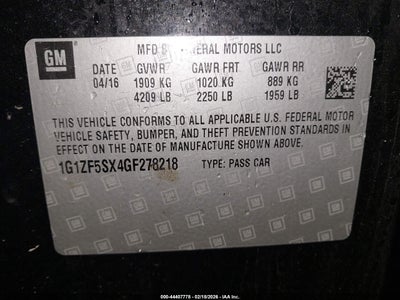 GM
MFD BY GENERAL MOTORS LLC
DATE GVWR GAWR FRT GAWR RR
04/16 1909 KG 1020 KG 889 KG
4209 LB 2250 LB 1959 LB
THIS VEHICLE CONFORMS TO ALL APPLICABLE U.S. FEDERAL MOTOR
VEHICLE SAFETY, BUMPER, AND THEFT PREVENTION STANDARDS IN
EFFECT ON THE DATE OF MANUFACTURE SHOWN ABOVE.
1G1ZF5SX4GF278218 TYPE: PASS CAR
000-44407775 - 02/18/2026 - IAA Inc.